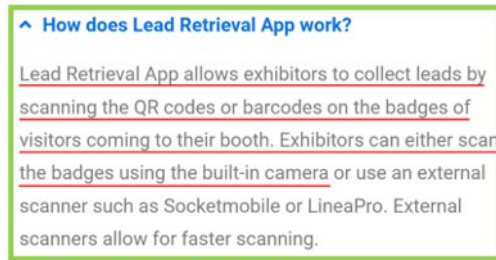 How does Lead Retrieval App work?
Lead Retrieval App allows exhibitors to collect leads by
scanning the QR codes or barcodes on the badges of
visitors coming to their booth. Exhibitors can either scan
the badges using the built-in camera or use an external
scanner such as Socketmobile or LineaPro. External
scanners allow for faster scanning.